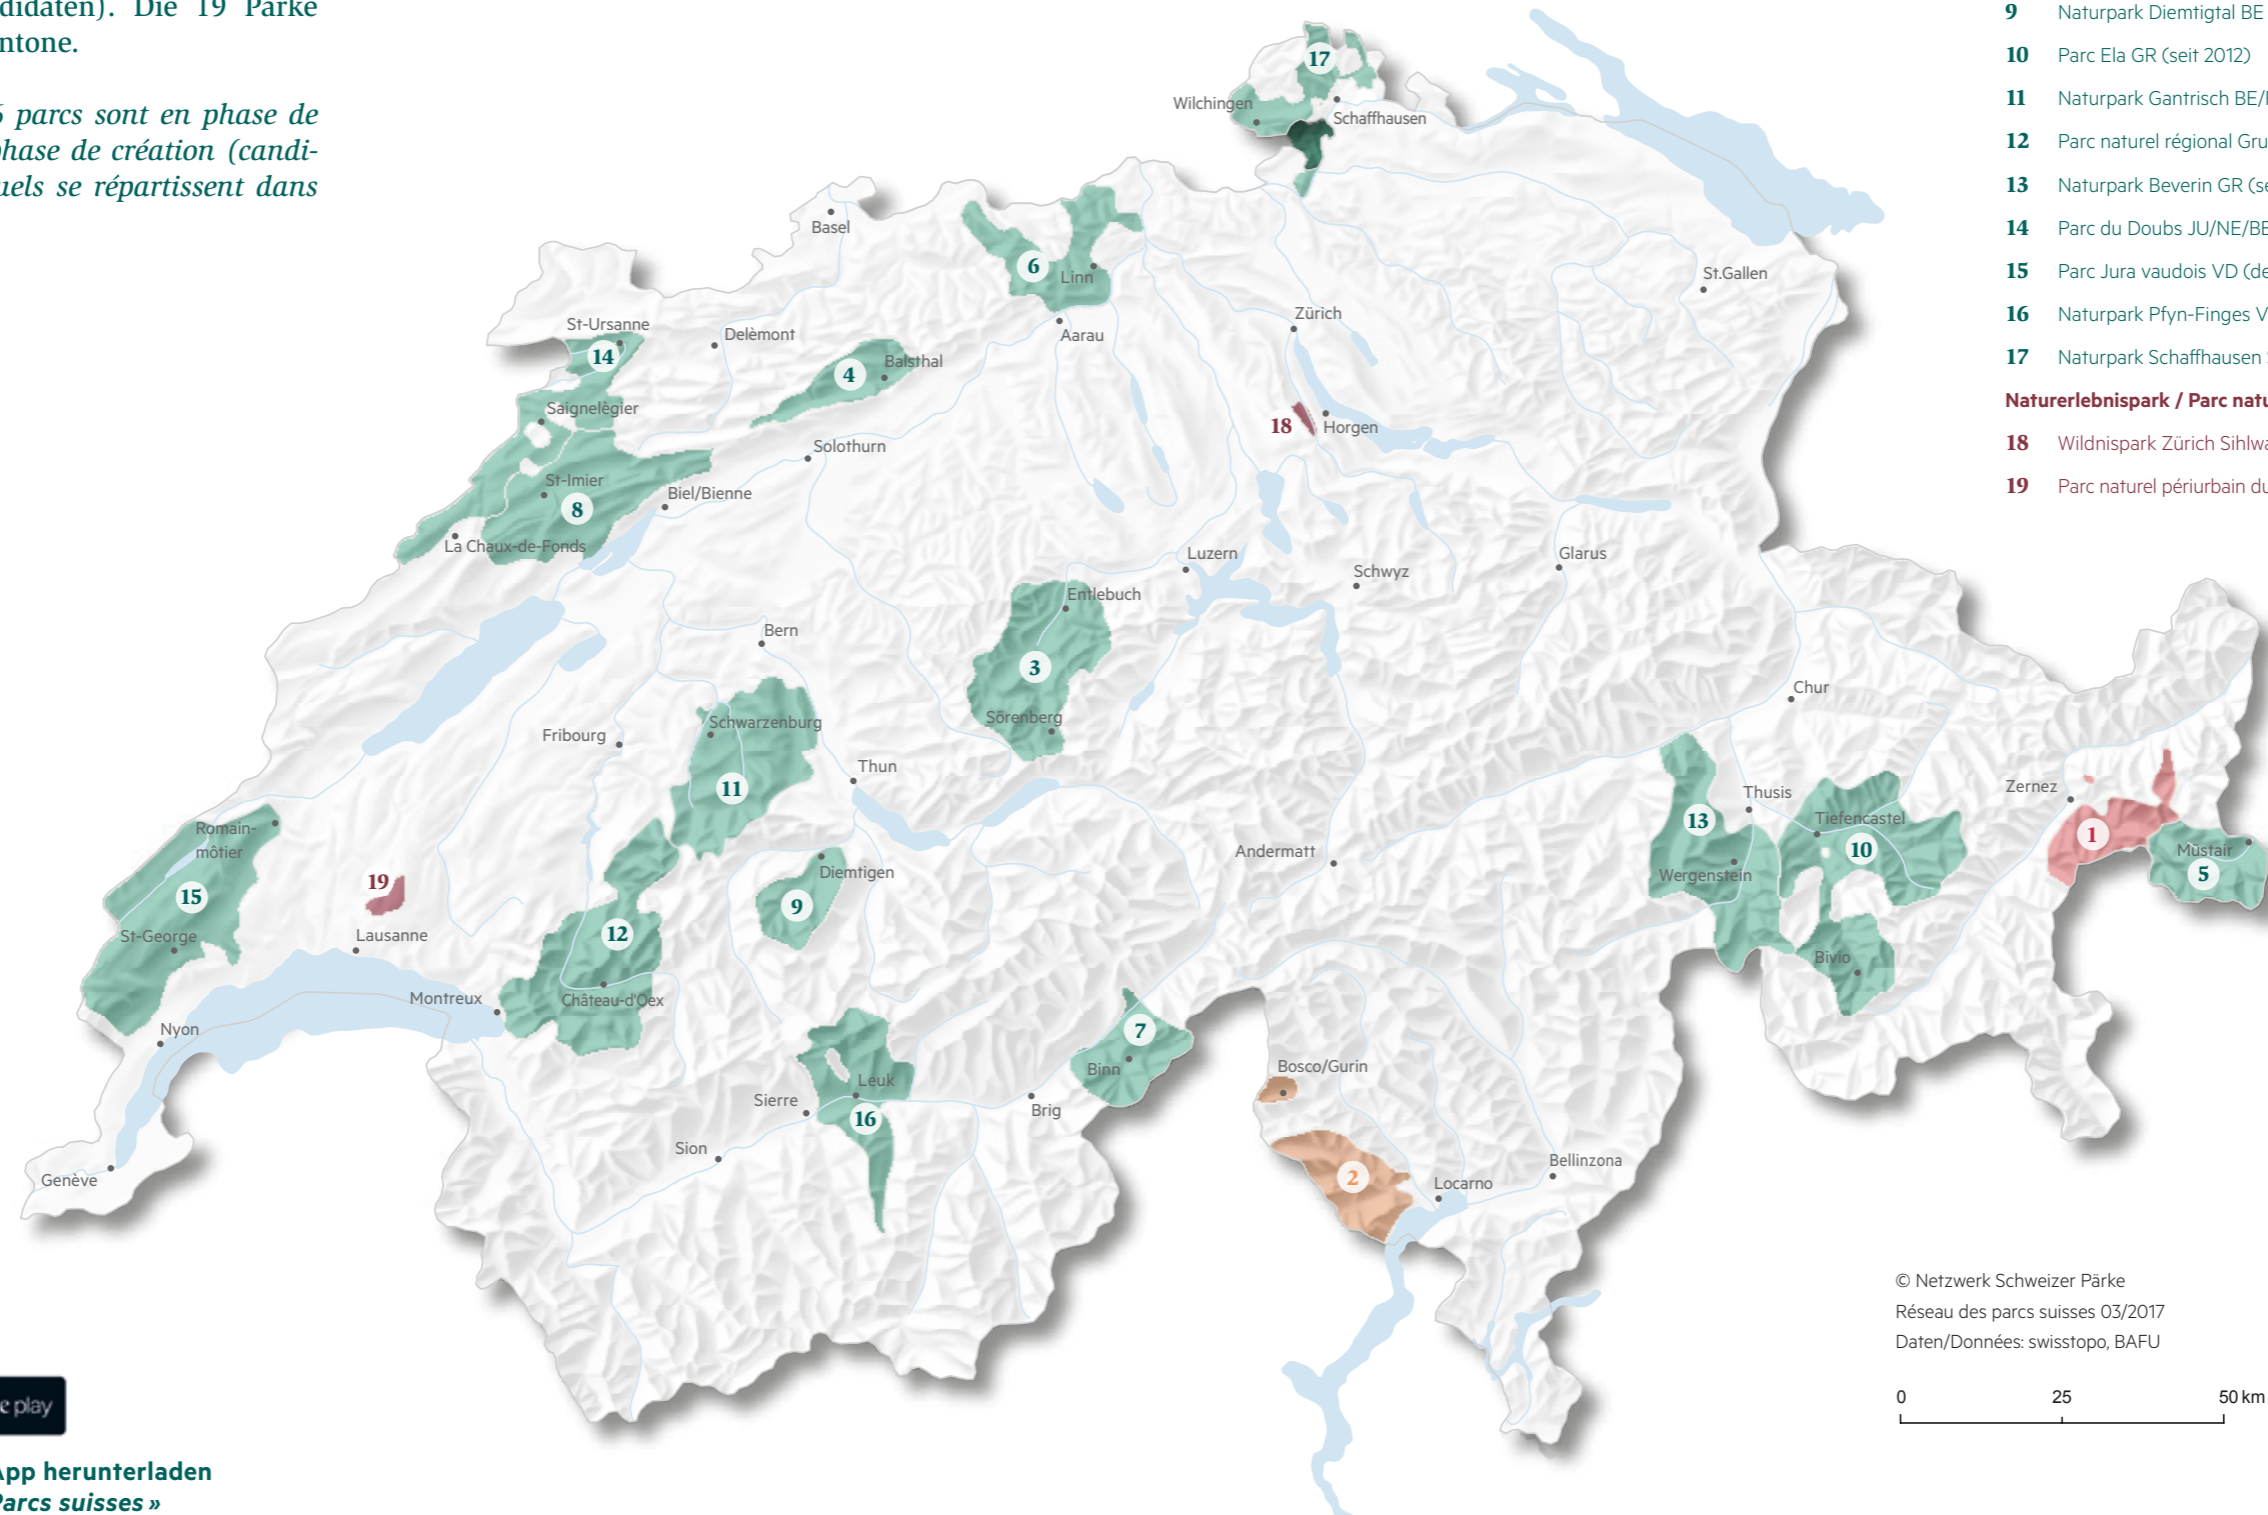 didaten). Die 19 Parke
ntone.
parcs sont en phase de
hase de création (candi-
uels se répartissent dans
9 Naturpark Diemtigtal BE
10 Parc Ela GR (seit 2012)
11 Naturpark Gantrisch BE/
12 Parc naturel régional Gru
13 Naturpark Beverin GR (se
14 Parc du Doubs JU/NE/BE
15 Parc Jura vaudois VD (de
16 Naturpark Pfyn-Finges V
17 Naturpark Schaffhausen
Naturerlebnispark / Parc natu
18 Wildnispark Zürich Sihlwa
19 Parc naturel périurbain du
17
Wilchingen
Schaffhausen
Basel
6
Linn
St.Gallen
Zürich
Aarau
St-Ursanne
14
Delèmont
4
Balsthal
Saignelègier
18
Horgen
Solothurn
St-Imier
8
Biel/Bienne
La Chaux-de-Fonds
Luzern
Schwyz
Glarus
Entlebuch
3
Sörenberg
Bern
Chur
Schwarzenburg
Fribourg
11
Thun
Zernez
Thusis
13
Tiefencastel
10
1
Müstair
5
Romain-
môtier
15
St-George
19
Lausanne
Andermatt
Wergenstein
Diemtigen
9
12
Château-d'Oex
Montreux
Bivio
Nyon
7
Binn
Bosco/Gurin
Leuk
Sierre
16
Brig
Sion
Genève
2
Locarno
Bellinzona
© Netzwerk Schweizer Pärke
Réseau des parcs suisses 03/2017
Daten/Données: swisstopo, BAFU
0 25 50 km
play
App herunterladen
Parcs suisses »